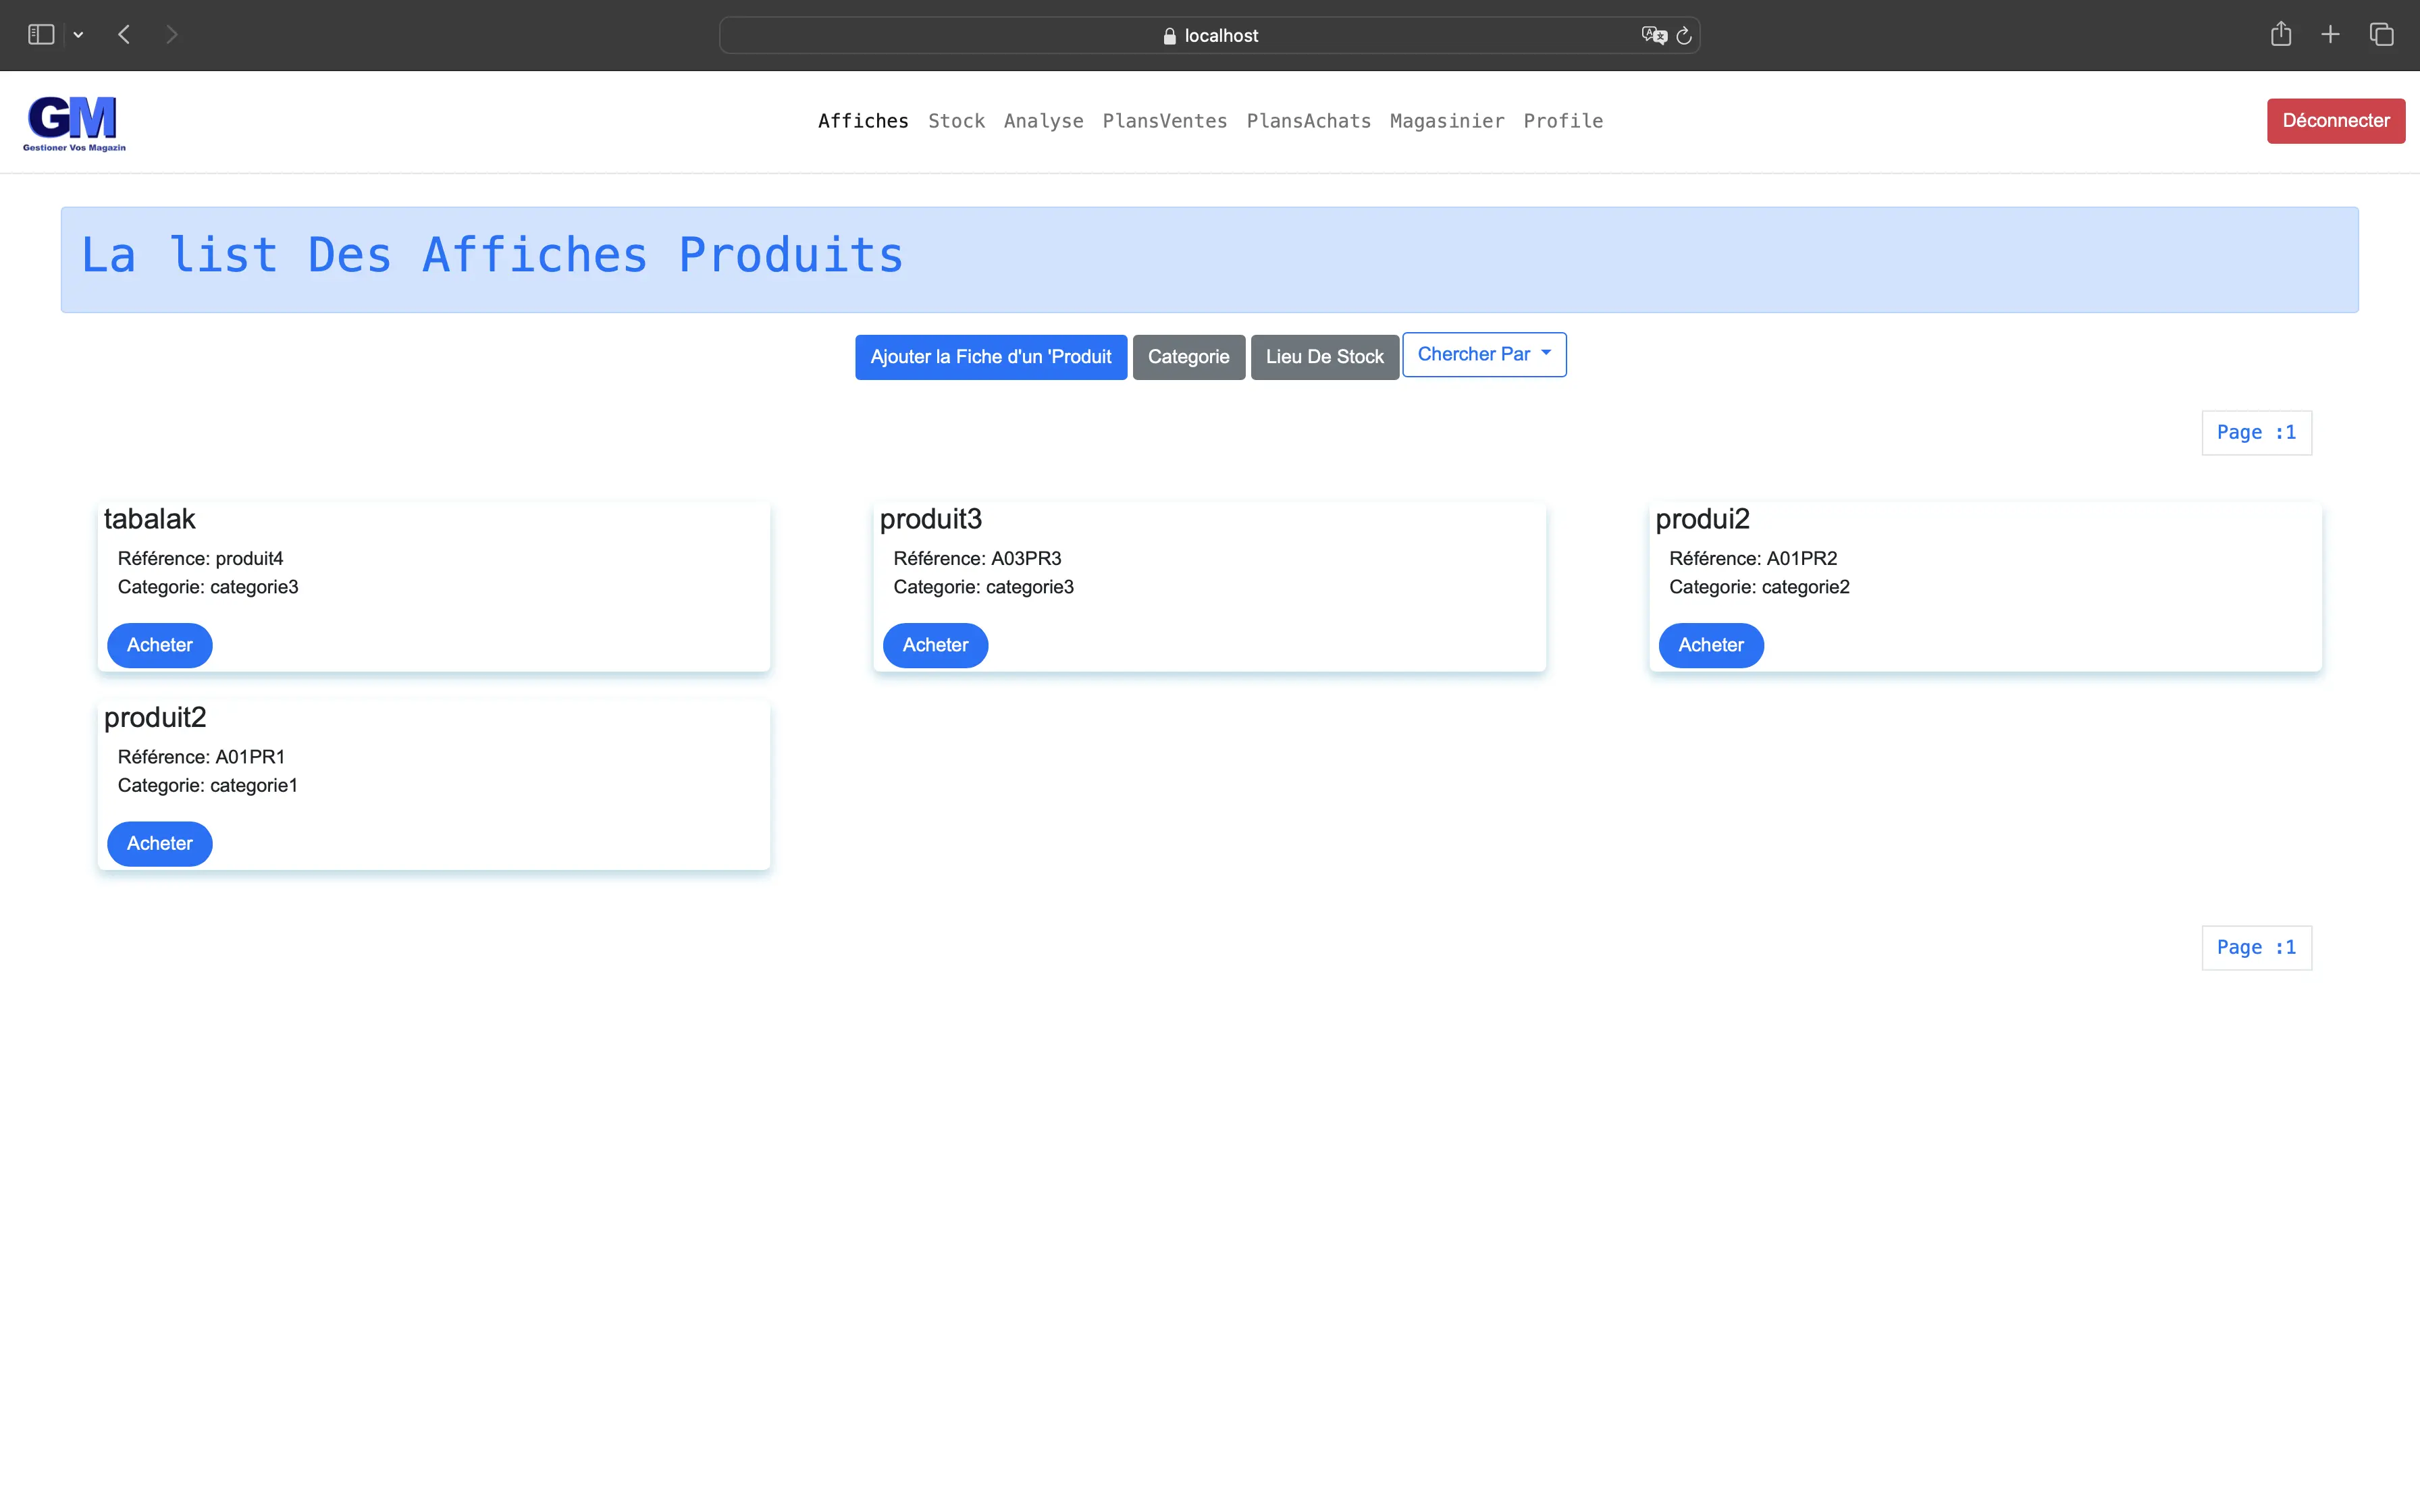 localhost
GM
Gestioner Vos Magazin
Affiches Stock Analyse PlansVentes PlansAchats Magasinier Profile
Déconnecter
La list Des Affiches Produits
Ajouter la Fiche d'un 'Produit Categorie Lieu De Stock Chercher Par
Page :1
tabalak
Référence: produit4
Categorie: categorie3
Acheter
produit3
Référence: A03PR3
Categorie: categorie3
Acheter
produi2
Référence: A01PR2
Categorie: categorie2
Acheter
produit2
Référence: A01PR1
Categorie: categorie1
Acheter
Page :1